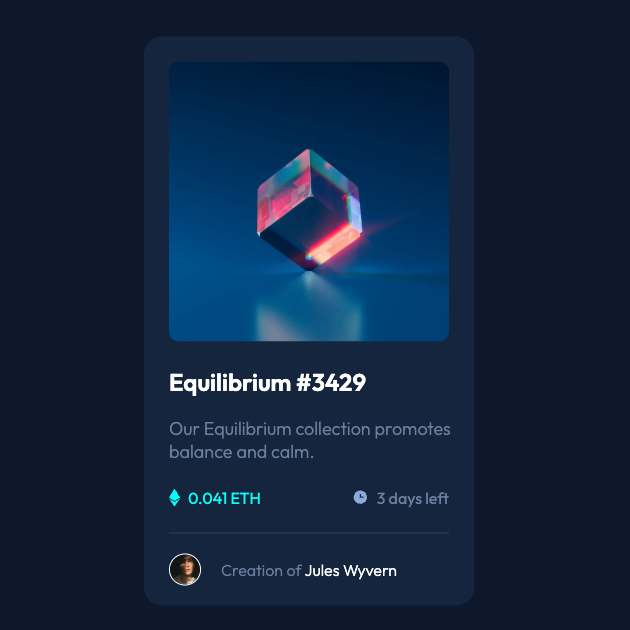 Equilibrium #3429
Our Equilibrium collection promotes
balance and calm.
0.041 ETH 3 days left
Creation of Jules Wyvern